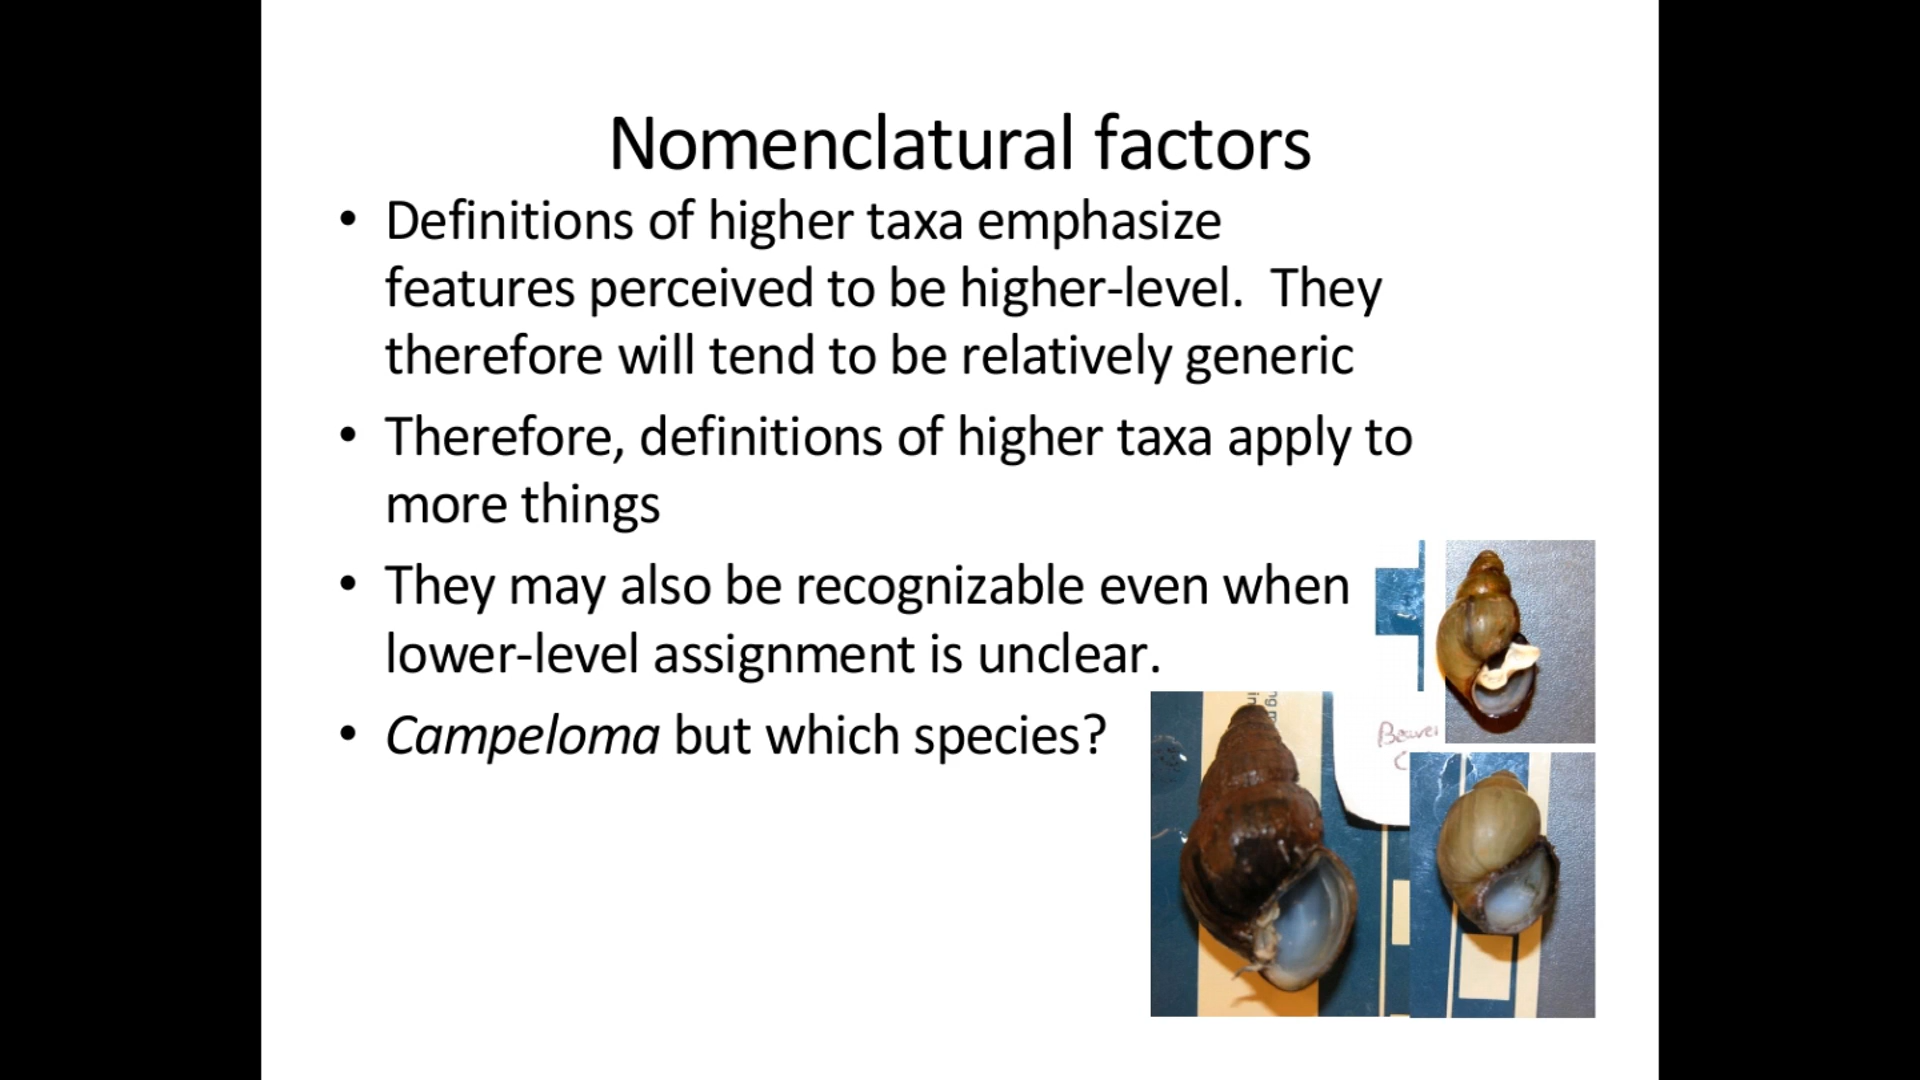 Nomenclatural factors
• Definitions of higher taxa emphasize
features perceived to be higher-level.  They
therefore will tend to be relatively generic
• Therefore, definitions of higher taxa apply to
more things
• They may also be recognizable even when
lower-level assignment is unclear.
• Campeloma but which species?
Beaver